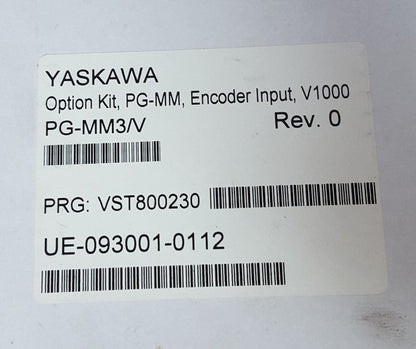 YASKAWA
Option Kit, PG-MM, Encoder Input, V1000
PG-MM3/V Rev. 0
PRG: VST800230
UE-093001-0112